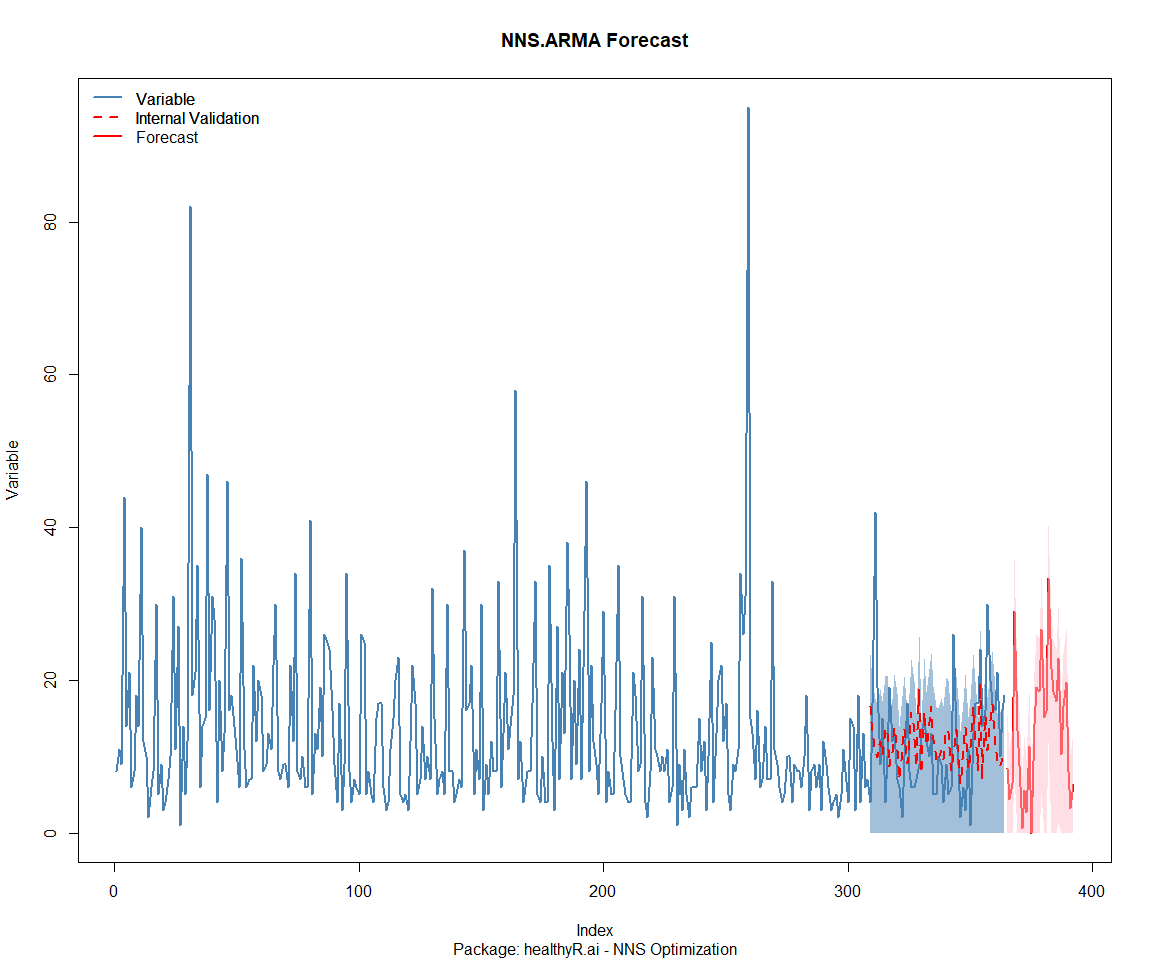 NNS.ARMA Forecast
Variable
Internal Validation
Forecast
Variable
80
60
40
20
0
0
100
200
300
400
Index
Package: healthyR.ai - NNS Optimization